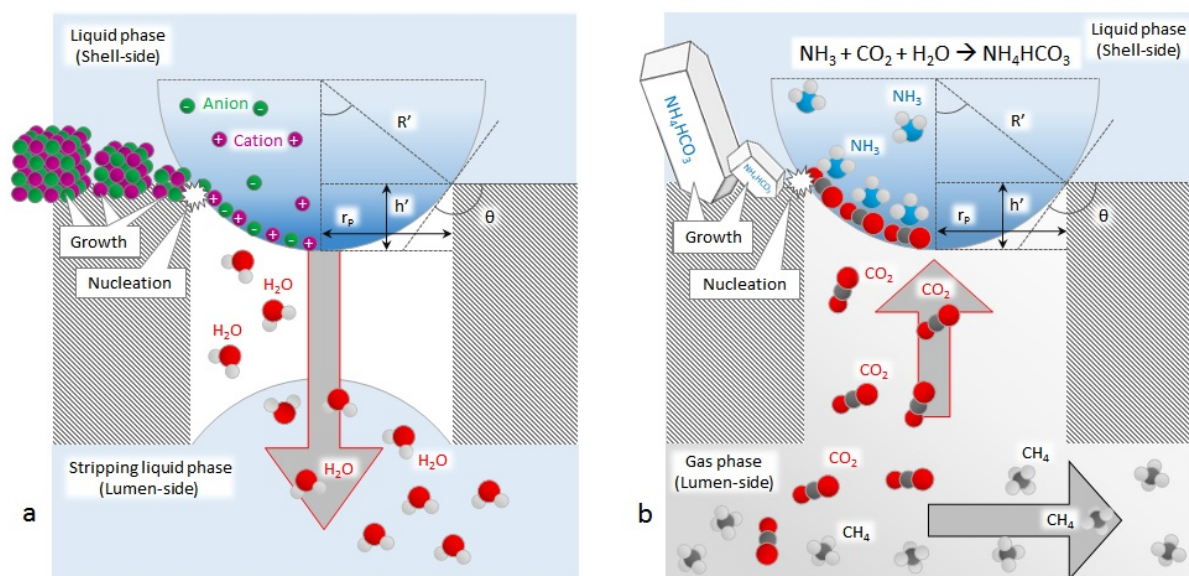 Liquid phase
(Shell-side)
Anion
Cation
R’
h’
rP
θ
Growth
Nucleation
H2O
H2O
H2O
H2O
H2O
Stripping liquid phase
(Lumen-side)
a
Liquid phase
(Shell-side)
NH3 + CO2 + H2O → NH4HCO3
NH3
NH3
NH4HCO3
NH4HCO3
R’
h’
rP
θ
Growth
Nucleation
CO2
CO2
CO2
CO2
Gas phase
(Lumen-side)
CH4
CH4
CH4
b